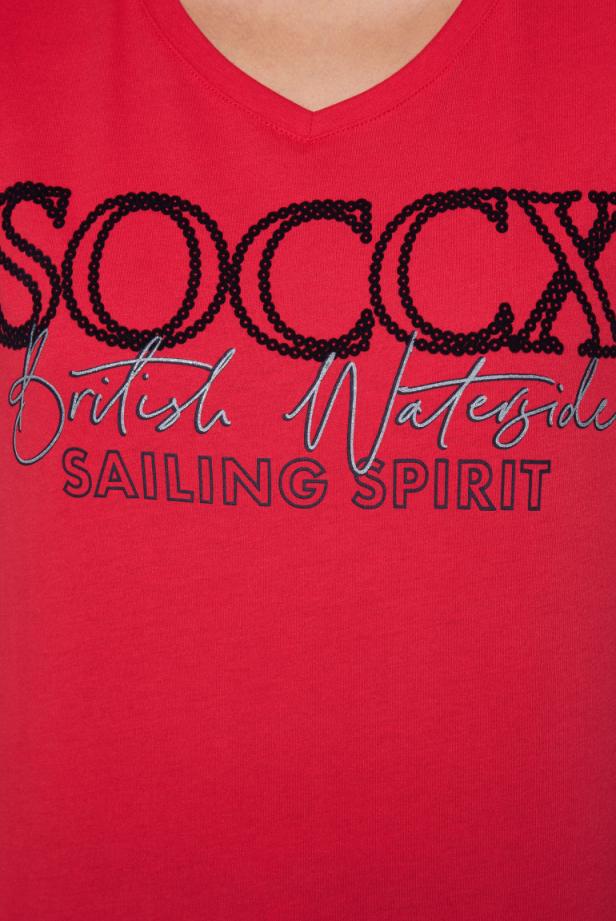 SOCCX
British Waterside
SAILING SPIRIT